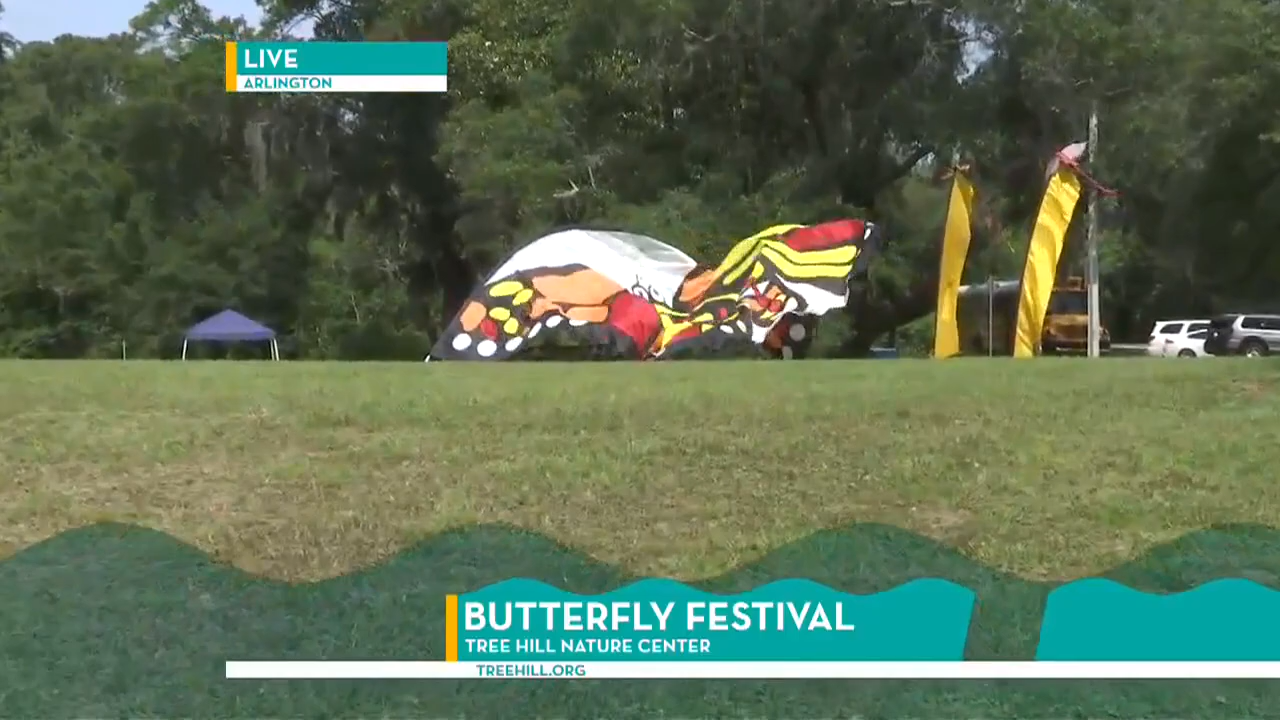 LIVE
ARLINGTON
BUTTERFLY FESTIVAL
TREE HILL NATURE CENTER
TREEHILL.ORG